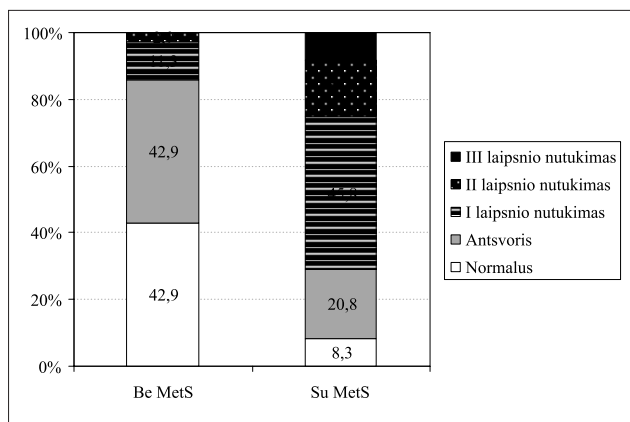 100%
80%
60%
40%
20%
0%
42,9
42,9
20,8
8,3
Be MetS
Su MetS
III laipsnio nutukimas
II laipsnio nutukimas
I laipsnio nutukimas
Antsvoris
Normalus